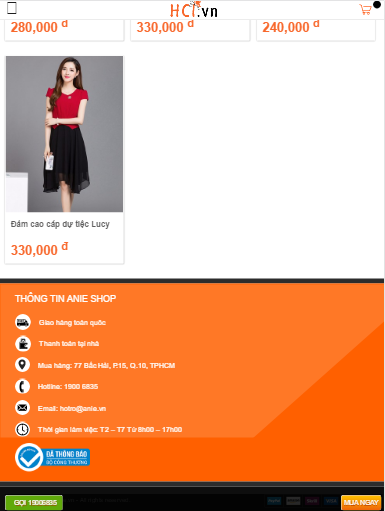 HCL.vn
280,000 đ
330,000 đ
240,000 đ
Đầm cao cấp dự tiệc Lucy
330,000 đ
THÔNG TIN ANIE SHOP
Giao hàng toàn quốc
Thanh toán tại nhà
Mua hàng: 77 Bắc Hải, P.15, Q.10, TPHCM
Hotline: 1900 6835
Email: hotro@anie.vn
Thời gian làm việc: T2 – T7 Từ 8h00 – 17h00
ĐÃ THÔNG BÁO
BỘ CÔNG THƯƠNG
GỌI 19006835
MUA NGAY